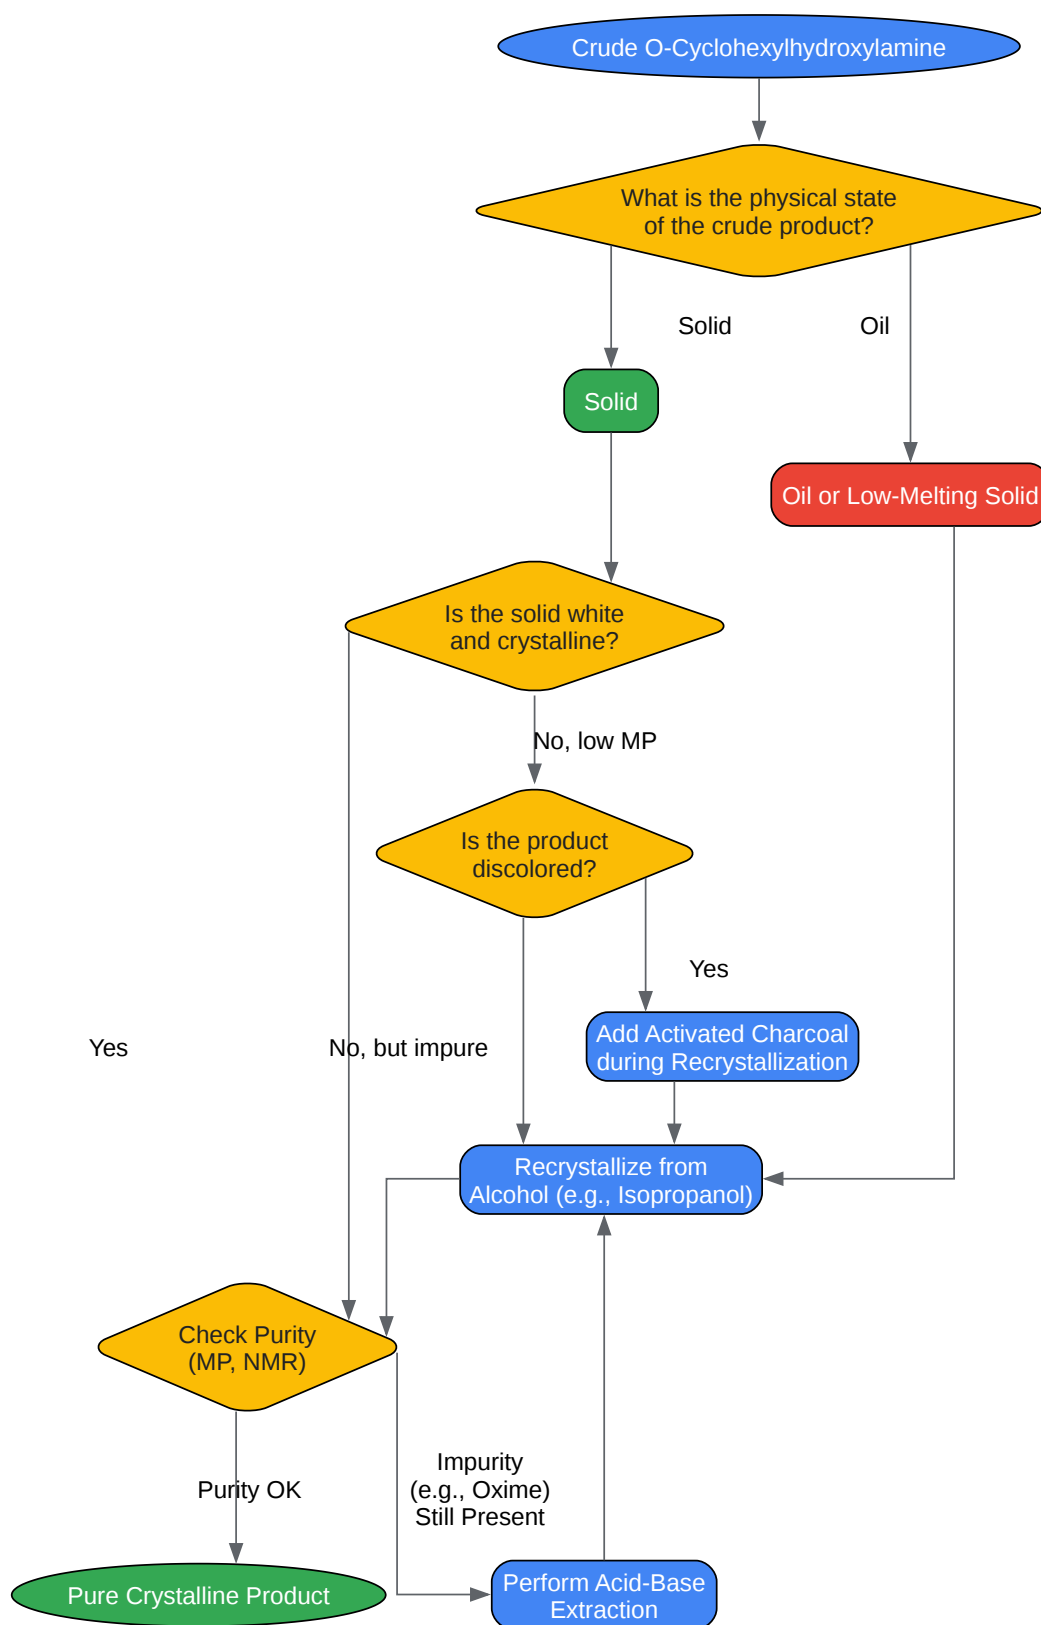 Crude O-Cyclohexylhydroxylamine
What is the physical state
of the crude product?
Solid
Oil
Solid
Oil or Low-Melting Solid
Is the solid white
and crystalline?
No, low MP
Is the product
discolored?
Yes
Yes
No, but impure
Add Activated Charcoal
during Recrystallization
Recrystallize from
Alcohol (e.g., Isopropanol)
Check Purity
(MP, NMR)
Purity OK
Impurity
(e.g., Oxime)
Still Present
Pure Crystalline Product
Perform Acid-Base
Extraction